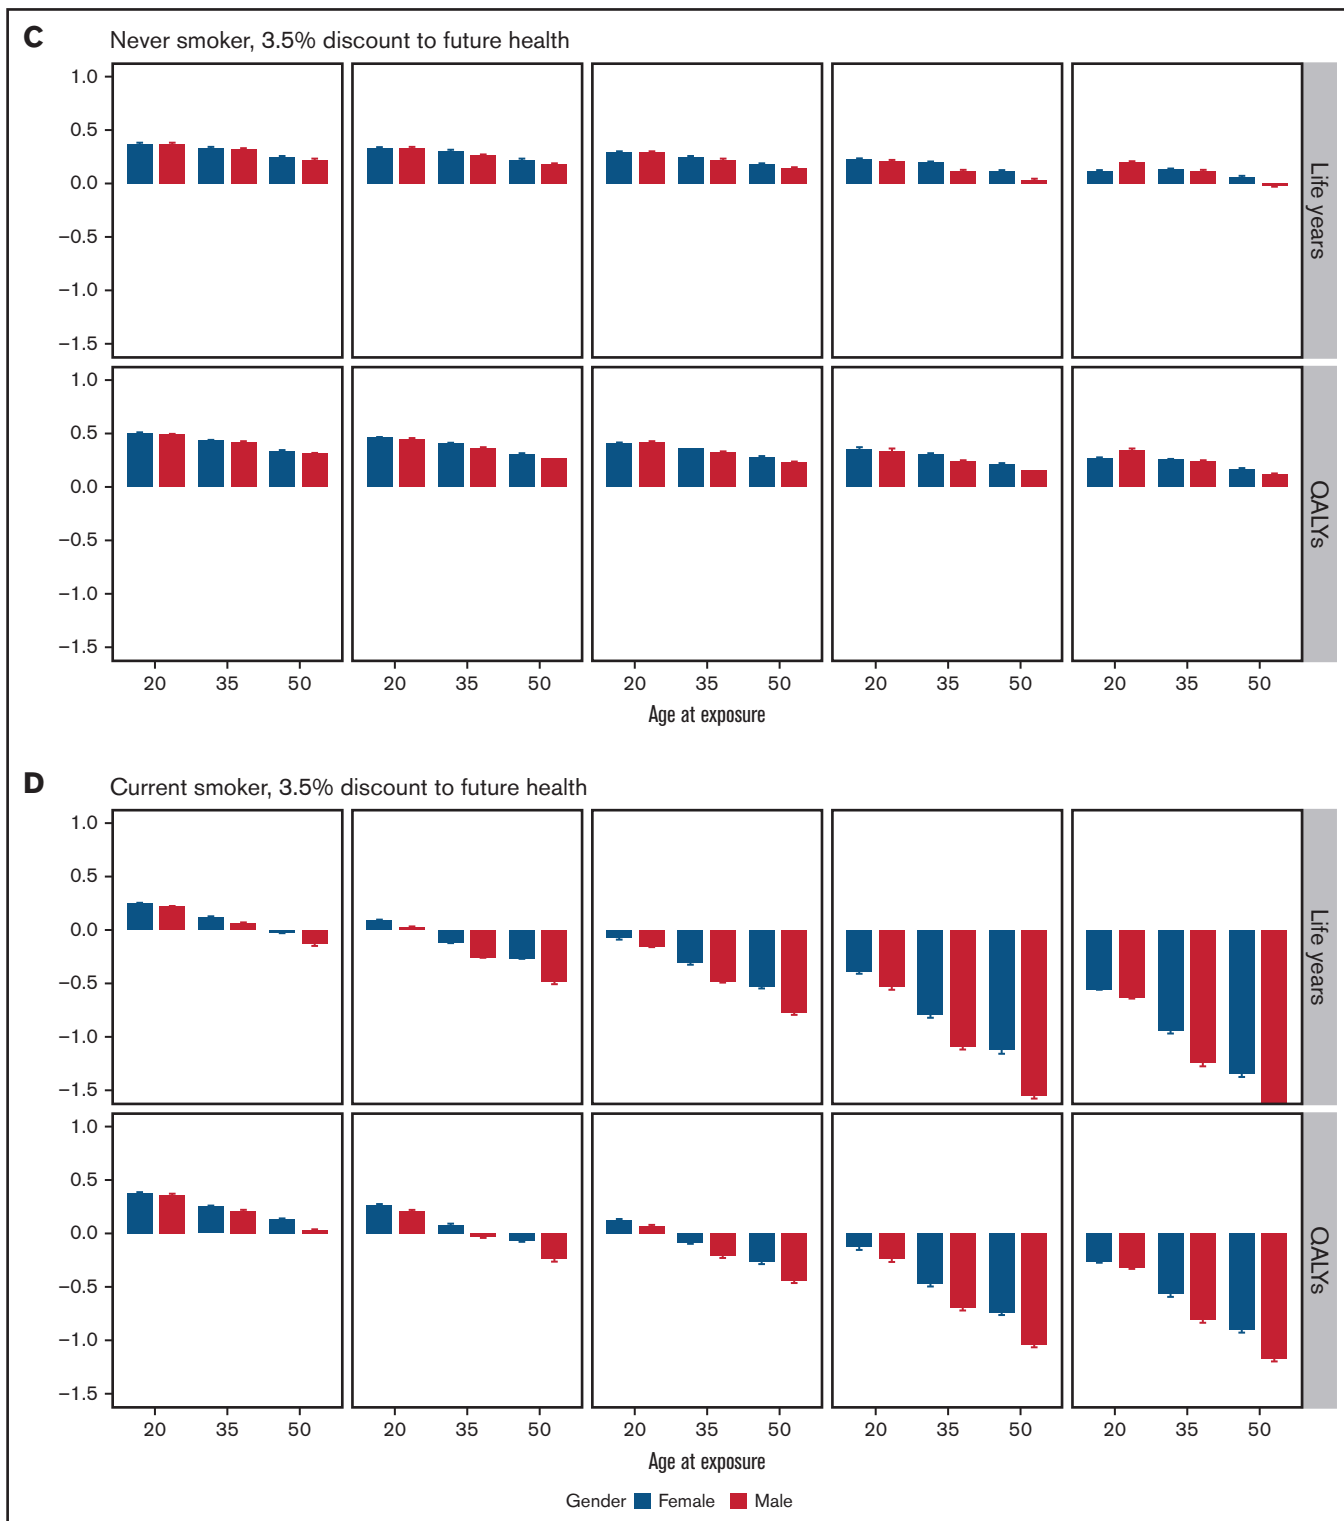 C Never smoker, 3.5% discount to future health
1.0
0.5
0.0
−0.5
−1.0
−1.5
Life years
1.0
0.5
0.0
−0.5
−1.0
−1.5
QALYs
20 35 50 20 35 50 20 35 50 20 35 50 20 35 50
Age at exposure
D Current smoker, 3.5% discount to future health
1.0
0.5
0.0
−0.5
−1.0
−1.5
Life years
1.0
0.5
0.0
−0.5
−1.0
−1.5
QALYs
20 35 50 20 35 50 20 35 50 20 35 50 20 35 50
Age at exposure
Gender Female Male